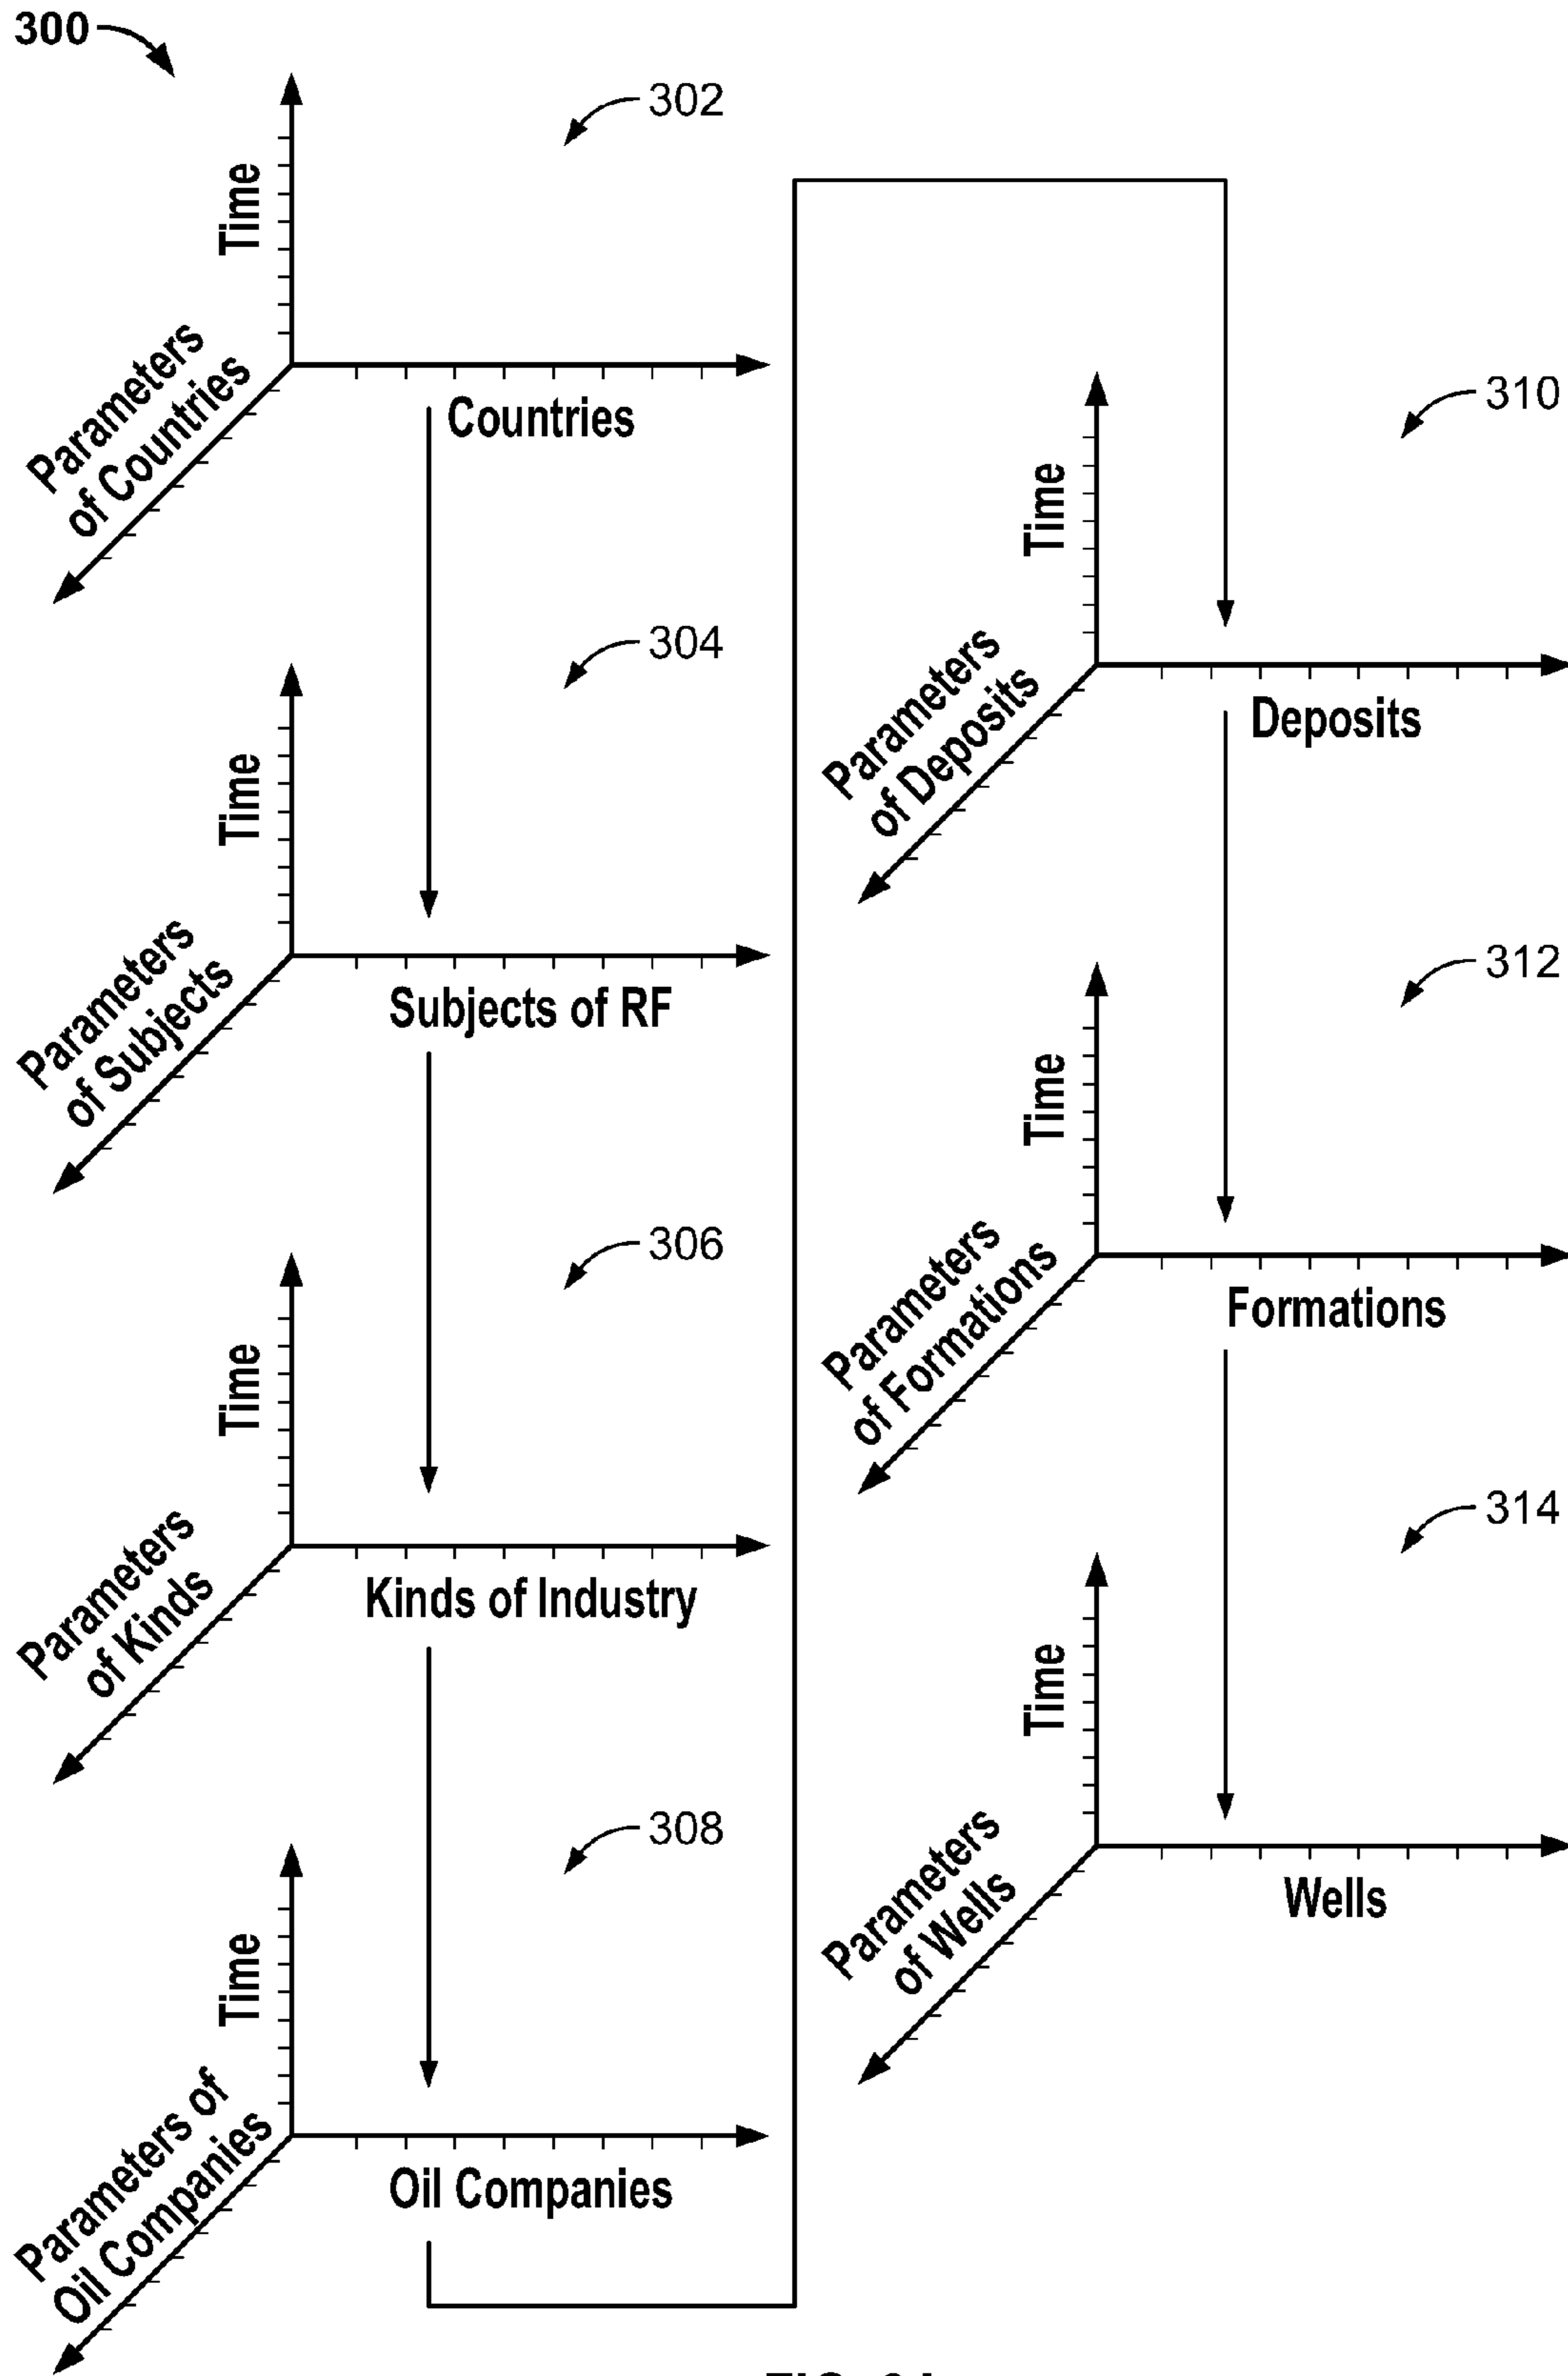 300
302
Time
Parameters
of Countries
Countries
304
Time
Parameters
of Subjects
Subjects of RF
306
Time
Parameters
of Kinds
Kinds of Industry
308
Time
Parameters of
Oil Companies
Oil Companies
310
Time
Parameters
of Deposits
Deposits
312
Time
Parameters
of Formations
Formations
314
Time
Parameters
of Wells
Wells